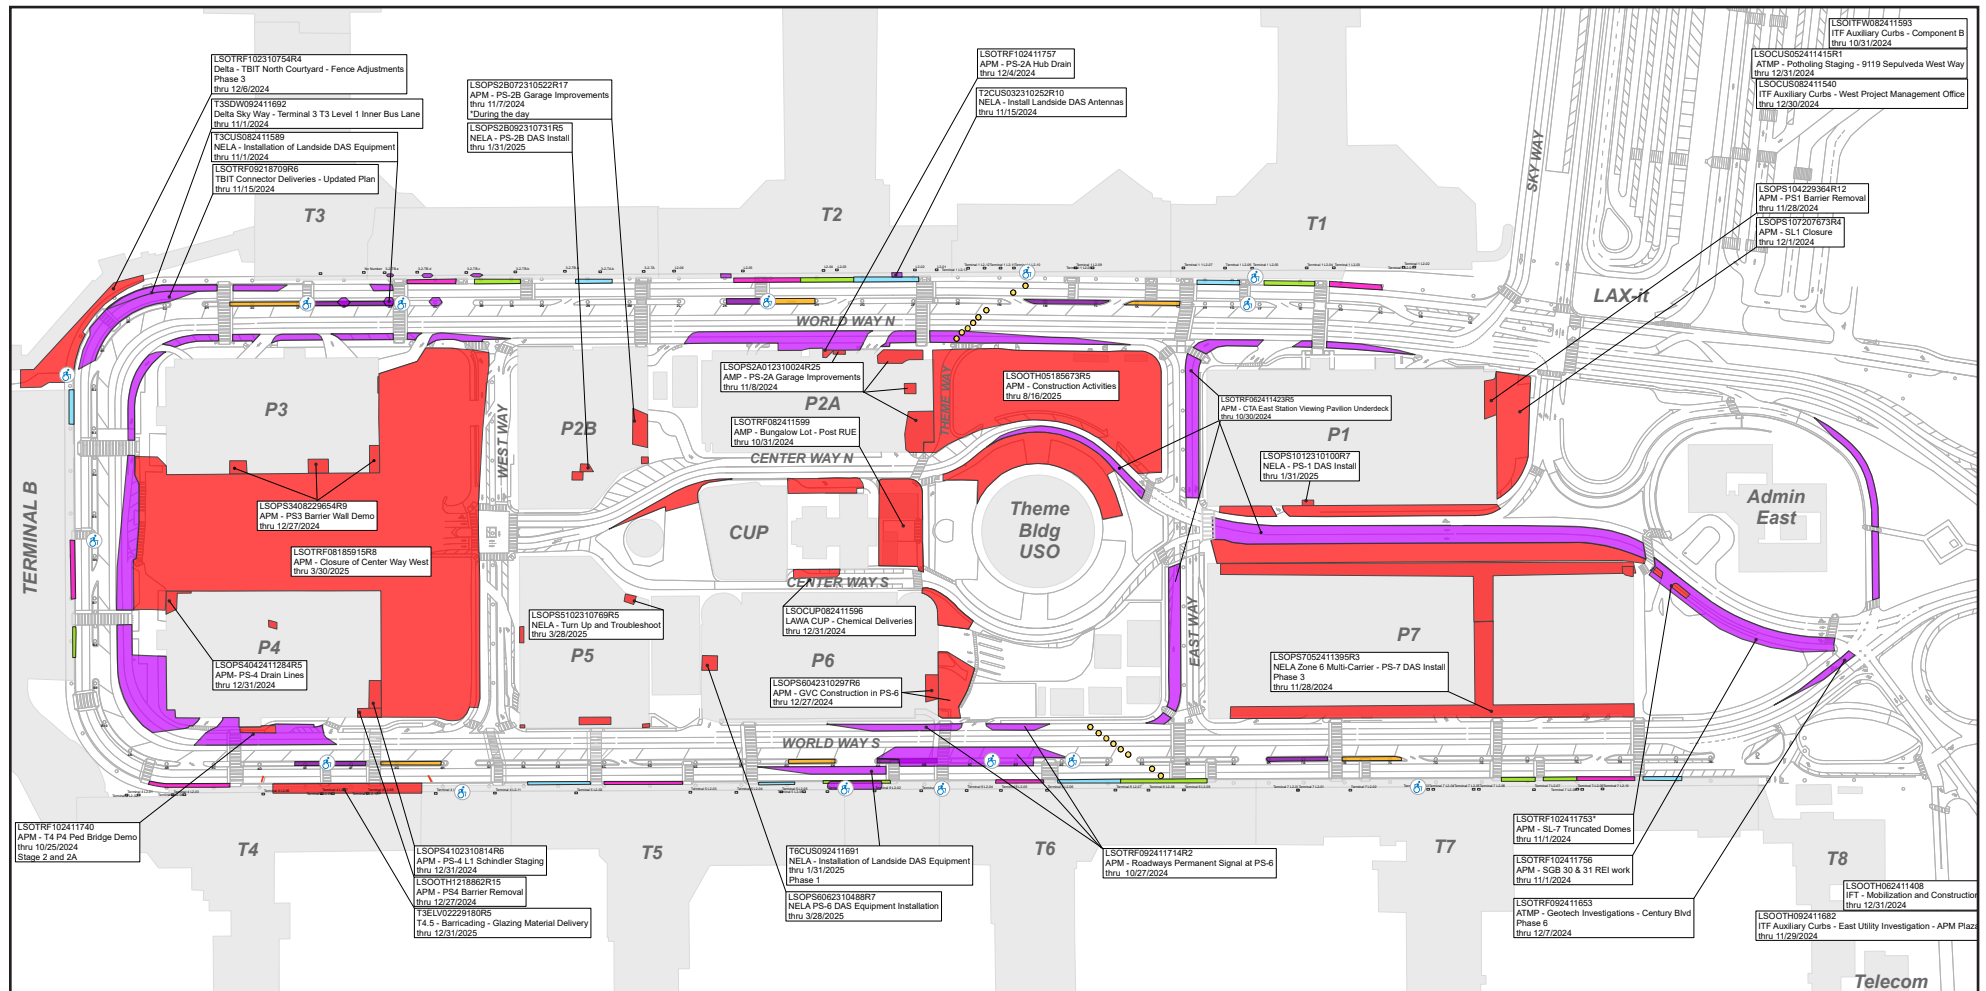 LSOTRF102310754R4
Delta - TBIT North Courtyard - Fence Adjustments
Phase 3
thru 12/6/2024
T3SDW092411692
Delta Sky Way - Terminal 3 T3 Level 1 Inner Bus Lane
thru 11/1/2024
T3CUS082411589
NELA - Installation of Landside DAS Equipment
thru 11/1/2024
LSOTRF09218709R6
TBIT Connector Deliveries - Updated Plan
thru 11/15/2024
LSOPS2B072310522R17
APM - PS-2B Garage Improvements
thru 11/7/2024
*During the day
LSOPS2B092310731R5
NELA - PS-2B DAS Install
thru 1/31/2025
LSOTRF102411757
APM - PS-2A Hub Drain
thru 12/4/2024
T2CUS032310252R10
NELA - Install Landside DAS Antennas
thru 11/15/2024
LSOITFW082411593
ITF Auxiliary Curbs - Component B
thru 10/31/2024
LSOCUS052411415R1
ATMP - Potholing Staging - 9119 Sepulveda West Way
thru 12/31/2024
LSOCUS082411540
ITF Auxiliary Curbs - West Project Management Office
thru 12/30/2024
LSOPS104229364R12
APM - PS1 Barrier Removal
thru 11/28/2024
LSOPS107207673R4
APM - SL1 Closure
thru 12/1/2024
T3
T2
T1
SKY WAY
LAX-it
WORLD WAY N
LSOPS2A012310024R25
AMP - PS-2A Garage Improvements
thru 11/8/2024
LSOOTH05185673R5
APM - Construction Activities
thru 8/16/2025
LSOTRF062411423R5
APM - CTA East Station Viewing Pavilion Underdeck
thru 10/30/2024
P3
P2B
P2A
P1
WEST WAY
THEME WAY
LSOTRF082411599
AMP - Bungalow Lot - Post RUE
thru 10/31/2024
CENTER WAY N
LSOPS1012310100R7
NELA - PS-1 DAS Install
thru 1/31/2025
TERMINAL B
LSOPS3408229654R9
APM - PS3 Barrier Wall Demo
thru 12/27/2024
LSOTRF08185915R8
APM - Closure of Center Way West
thru 3/30/2025
CUP
Theme
Bldg
USO
Admin
East
CENTER WAY S
LSOCUP082411596
LAWA CUP - Chemical Deliveries
thru 12/31/2024
LSOPS5102310769R5
NELA - Turn Up and Troubleshoot
thru 3/28/2025
EAST WAY
P4
P5
P6
P7
LSOPS4042411284R5
APM- PS-4 Drain Lines
thru 12/31/2024
LSOPS6042310297R6
APM - GVC Construction in PS-6
thru 12/27/2024
LSOPS7052411395R3
NELA Zone 6 Multi-Carrier - PS-7 DAS Install
Phase 3
thru 11/28/2024
WORLD WAY S
LSOTRF102411740
APM - T4 P4 Ped Bridge Demo
thru 10/25/2024
Stage 2 and 2A
T4
T5
T6
T7
T8
LSOPS4102310814R6
APM - PS-4 L1 Schindler Staging
thru 12/31/2024
LSOOTH1218862R15
APM - PS4 Barrier Removal
thru 12/27/2024
T3ELV02229180R5
T4.5 - Barricading - Glazing Material Delivery
thru 12/31/2025
T6CUS092411691
NELA - Installation of Landside DAS Equipment
thru 1/31/2025
Phase 1
LSOPS6062310488R7
NELA PS-6 DAS Equipment Installation
thru 3/28/2025
LSOTRF092411714R2
APM - Roadways Permanent Signal at PS-6
thru 10/27/2024
LSOTRF102411753*
APM - SL-7 Truncated Domes
thru 11/1/2024
LSOTRF102411756
APM - SGB 30 & 31 REI work
thru 11/1/2024
LSOTRF092411653
ATMP - Geotech Investigations - Century Blvd
Phase 6
thru 12/7/2024
LSOOTH062411408
IFT - Mobilization and Construction
thru 12/31/2024
LSOOTH092411682
ITF Auxiliary Curbs - East Utility Investigation - APM Plaza
thru 11/29/2024
Telecom